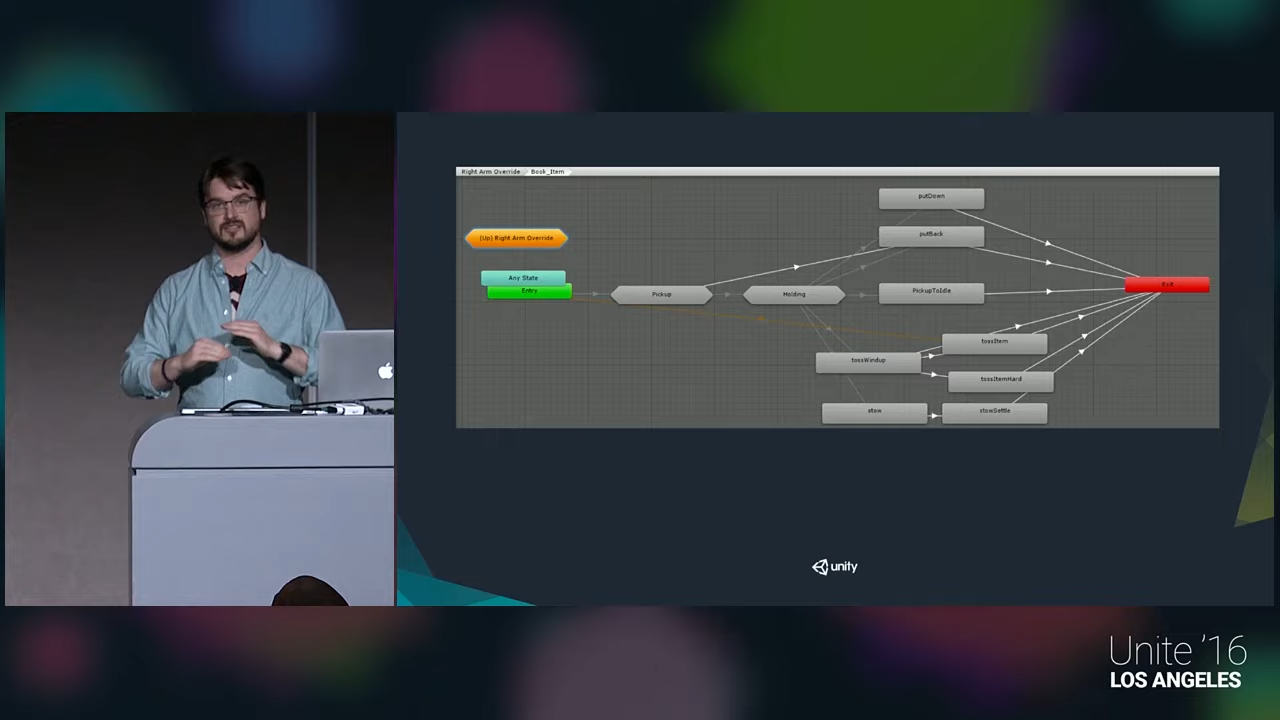 Right Arm Override Book_Item
putDown
putBack
(Up) Right Arm Override
Any State
Entry
Pickup
Holding
PickupToIdle
Exit
tossItem
tossWindup
tossItemHard
stow
stowSettle
unity
Unite '16
LOS ANGELES